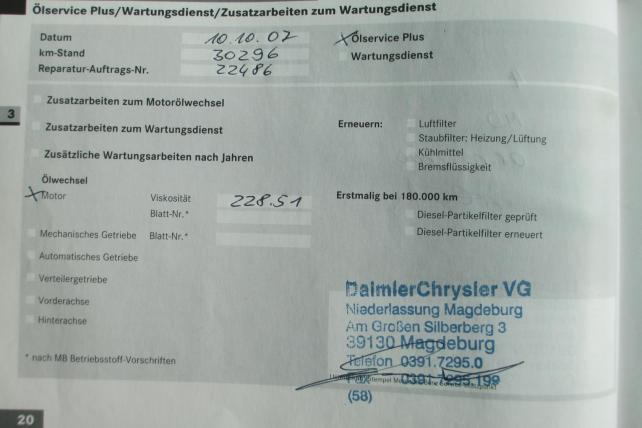 Ölservice Plus/Wartungsdienst/Zusatzarbeiten zum Wartungsdienst
Datum 10.10.07
km-Stand 30296
Reparatur-Auftrags-Nr. 22486
Ölservice Plus
Wartungsdienst
3
Zusatzarbeiten zum Motorölwechsel
Zusatzarbeiten zum Wartungsdienst
Zusätzliche Wartungsarbeiten nach Jahren
Erneuern:
Luftfilter
Staubfilter: Heizung/Lüftung
Kühlmittel
Bremsflüssigkeit
Ölwechsel
Motor Viskosität 228.51
Blatt-Nr.*
Mechanisches Getriebe Blatt-Nr.*
Automatisches Getriebe
Verteilergetriebe
Vorderachse
Hinterachse
Erstmalig bei 180.000 km
Diesel-Partikelfilter geprüft
Diesel-Partikelfilter erneuert
DaimlerChrysler VG
Niederlassung Magdeburg
Am Großen Silberberg 3
39130 Magdeburg
Telefon 0391.7295.0
0391.7295.199
(58)
* nach MB Betriebsstoff-Vorschriften
20